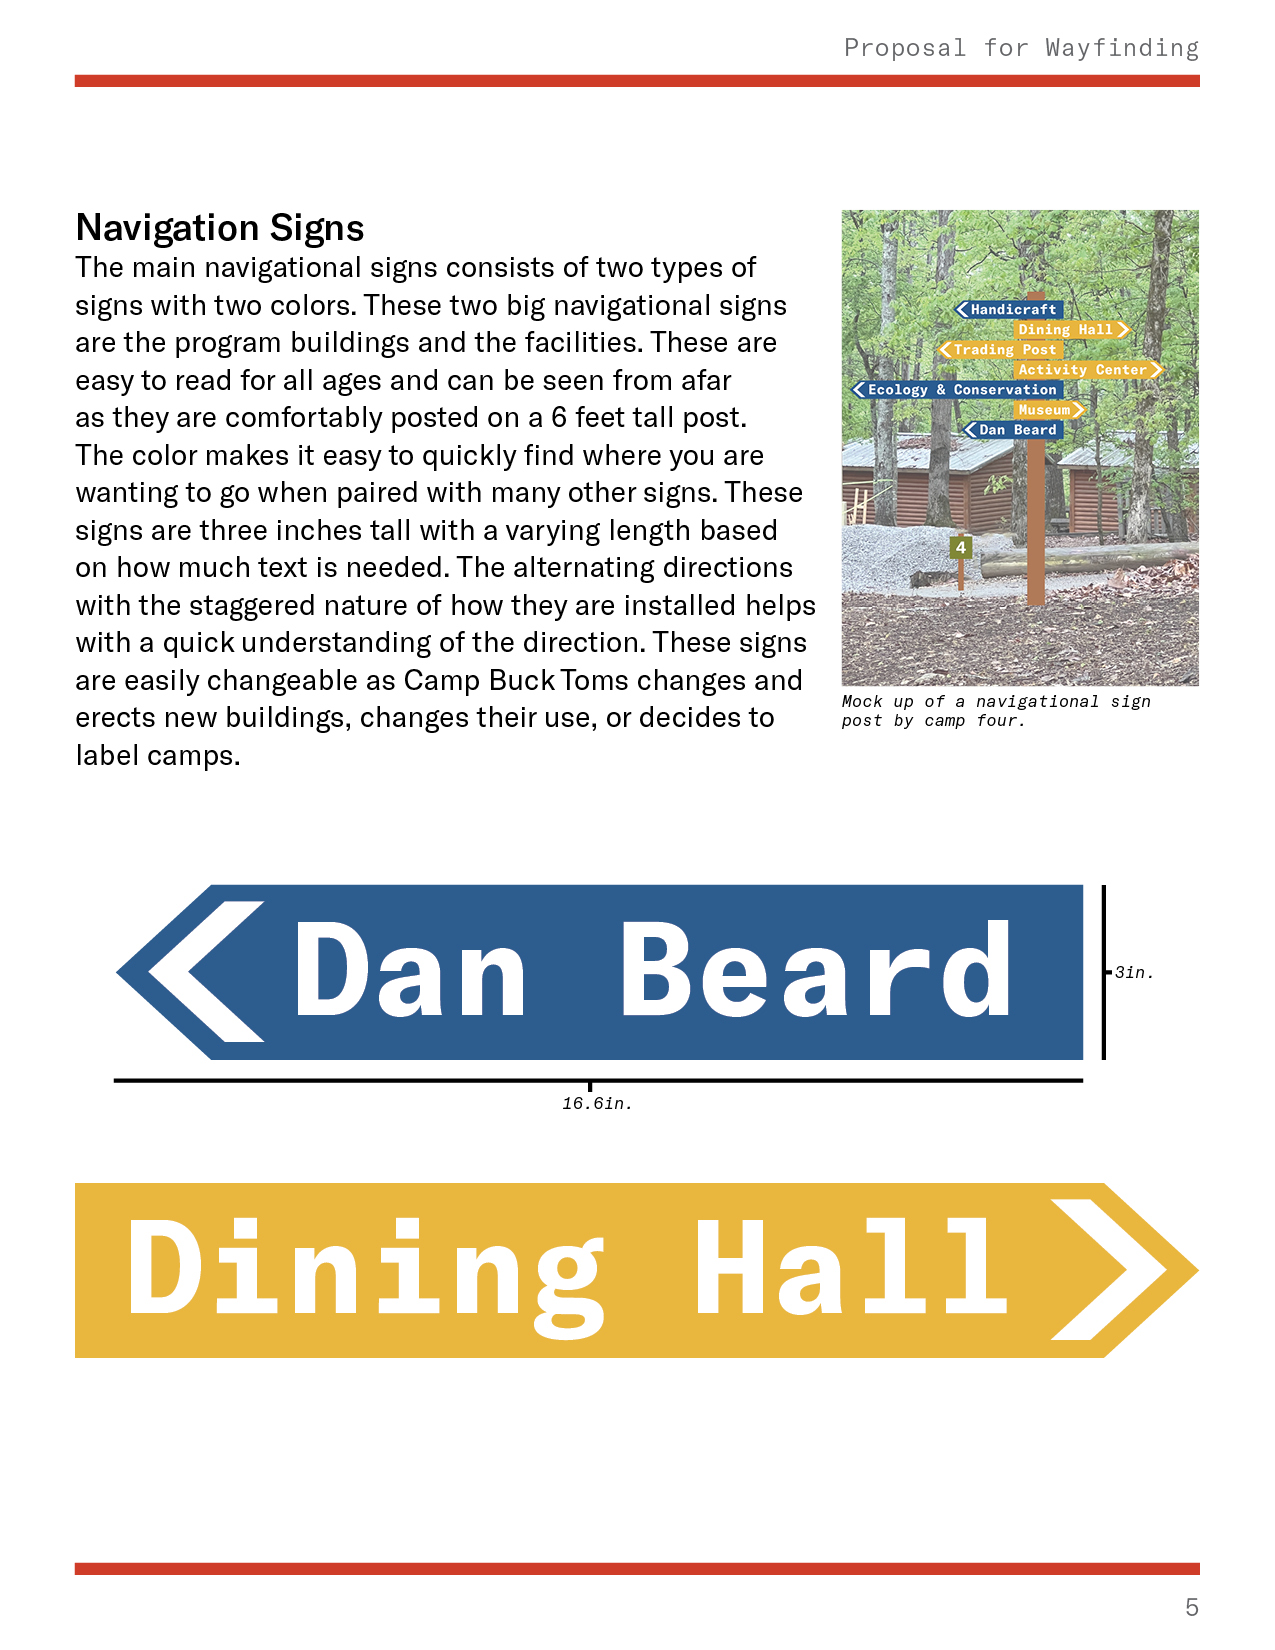 Proposal for Wayfinding
Navigation Signs
The main navigational signs consists of two types of
signs with two colors. These two big navigational signs
are the program buildings and the facilities. These are
easy to read for all ages and can be seen from afar
as they are comfortably posted on a 6 feet tall post.
The color makes it easy to quickly find where you are
wanting to go when paired with many other signs. These
signs are three inches tall with a varying length based
on how much text is needed. The alternating directions
with the staggered nature of how they are installed helps
with a quick understanding of the direction. These signs
are easily changeable as Camp Buck Toms changes and
erects new buildings, changes their use, or decides to
label camps.
Handicraft
Dining Hall
Trading Post
Activity Center
Ecology & Conservation
Museum
Dan Beard
4
Mock up of a navigational sign
post by camp four.
Dan Beard
3in.
16.6in.
Dining Hall
5